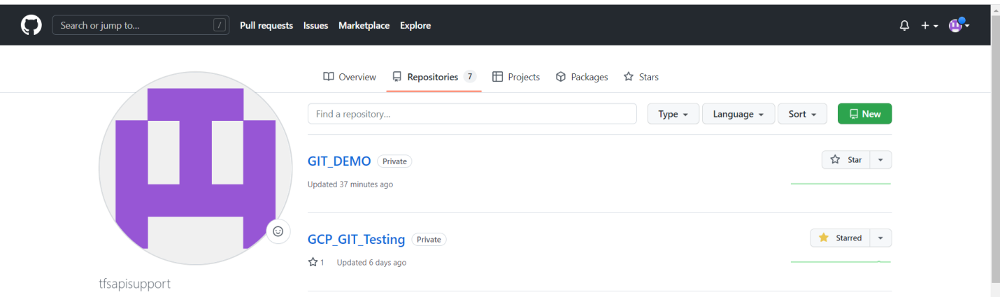 Search or jump to... / Pull requests Issues Marketplace Explore
Overview Repositories 7 Projects Packages Stars
Find a repository... Type Language Sort New
GIT_DEMO Private Star
Updated 37 minutes ago
GCP_GIT_Testing Private Starred
1 Updated 6 days ago
tfsapisupport